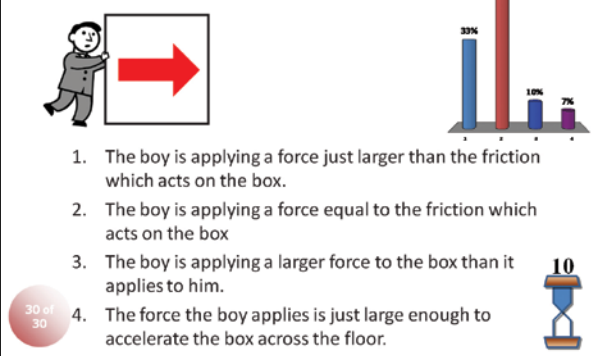 33%
10%
7%
1 2 3 4
1. The boy is applying a force just larger than the friction
which acts on the box.
2. The boy is applying a force equal to the friction which
acts on the box
3. The boy is applying a larger force to the box than it
applies to him.
10
30 of
30
4. The force the boy applies is just large enough to
accelerate the box across the floor.